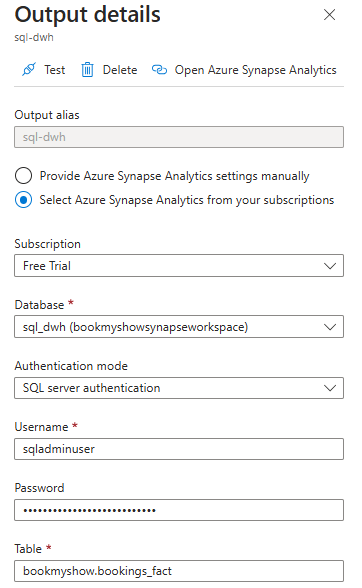 Output details
sql-dwh
Test Delete Open Azure Synapse Analytics
Output alias
sql-dwh
Provide Azure Synapse Analytics settings manually
Select Azure Synapse Analytics from your subscriptions
Subscription
Free Trial
Database *
sql_dwh (bookmyshowsynapseworkspace)
Authentication mode
SQL server authentication
Username *
sqladminuser
Password
••••••••••••••••••••••••••••
Table *
bookmyshow.bookings_fact